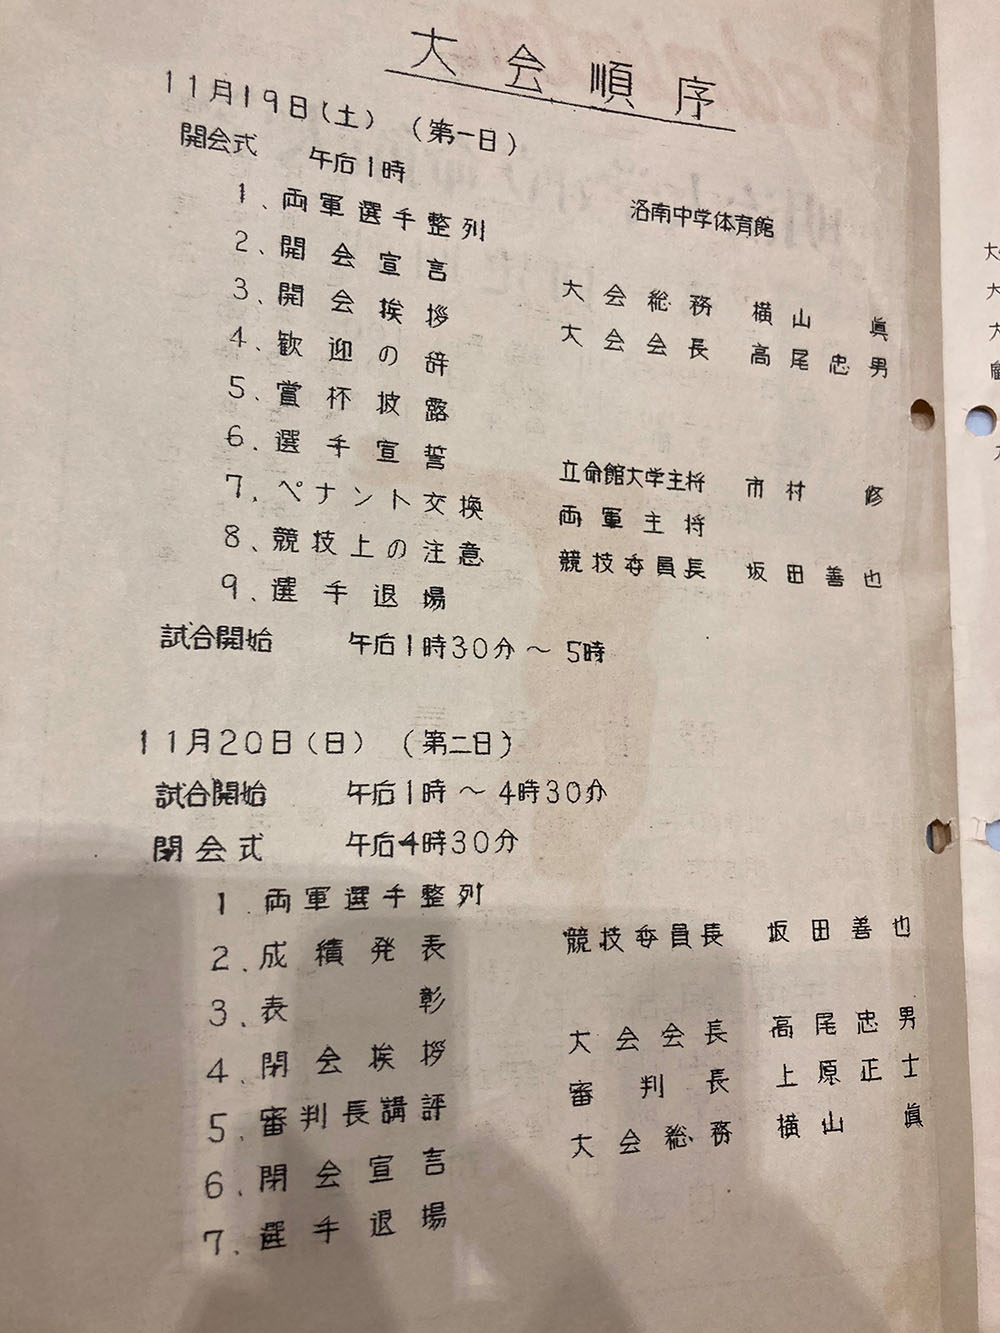 大会順序
11月19日(土) (第一日)
開会式 午后1時 洛南中学体育館
1、両軍選手整列
2、開会宣言 大会総務 横山 眞
3、開会挨拶 大会会長 高尾忠男
4、歓迎の辞
5、賞杯披露
6、選手宣誓 立命館大学主将 市村 修
7、ペナント交換 両軍主将
8、競技上の注意 競技委員長 坂田善也
9、選手退場
試合開始 午后1時30分〜5時
11月20日(日) (第二日)
試合開始 午后1時〜4時30分
閉会式 午后4時30分
1 両軍選手整列
2、成績発表 競技委員長 坂田善也
3、表彰
4、閉会挨拶 大会会長 高尾忠男
5、審判長講評 審判長 上原正士
6、閉会宣言 大会総務 横山 眞
7、選手退場